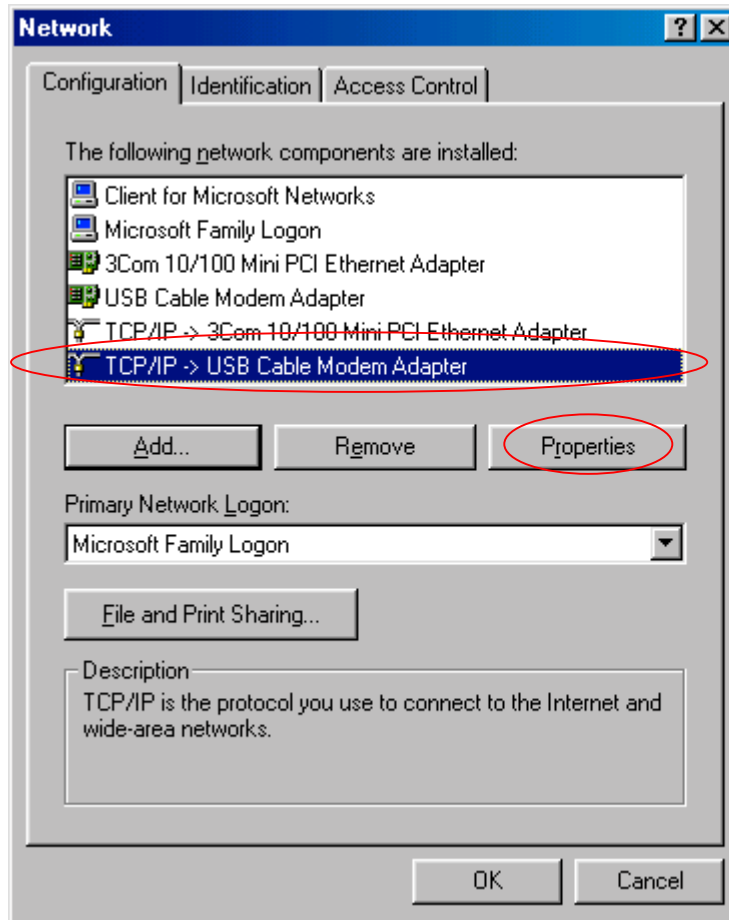 Network
Configuration Identification Access Control
The following network components are installed:
Client for Microsoft Networks
Microsoft Family Logon
3Com 10/100 Mini PCI Ethernet Adapter
USB Cable Modem Adapter
TCP/IP -> 3Com 10/100 Mini PCI Ethernet Adapter
TCP/IP -> USB Cable Modem Adapter
Add... Remove Properties
Primary Network Logon:
Microsoft Family Logon
File and Print Sharing...
Description
TCP/IP is the protocol you use to connect to the Internet and
wide-area networks.
OK Cancel